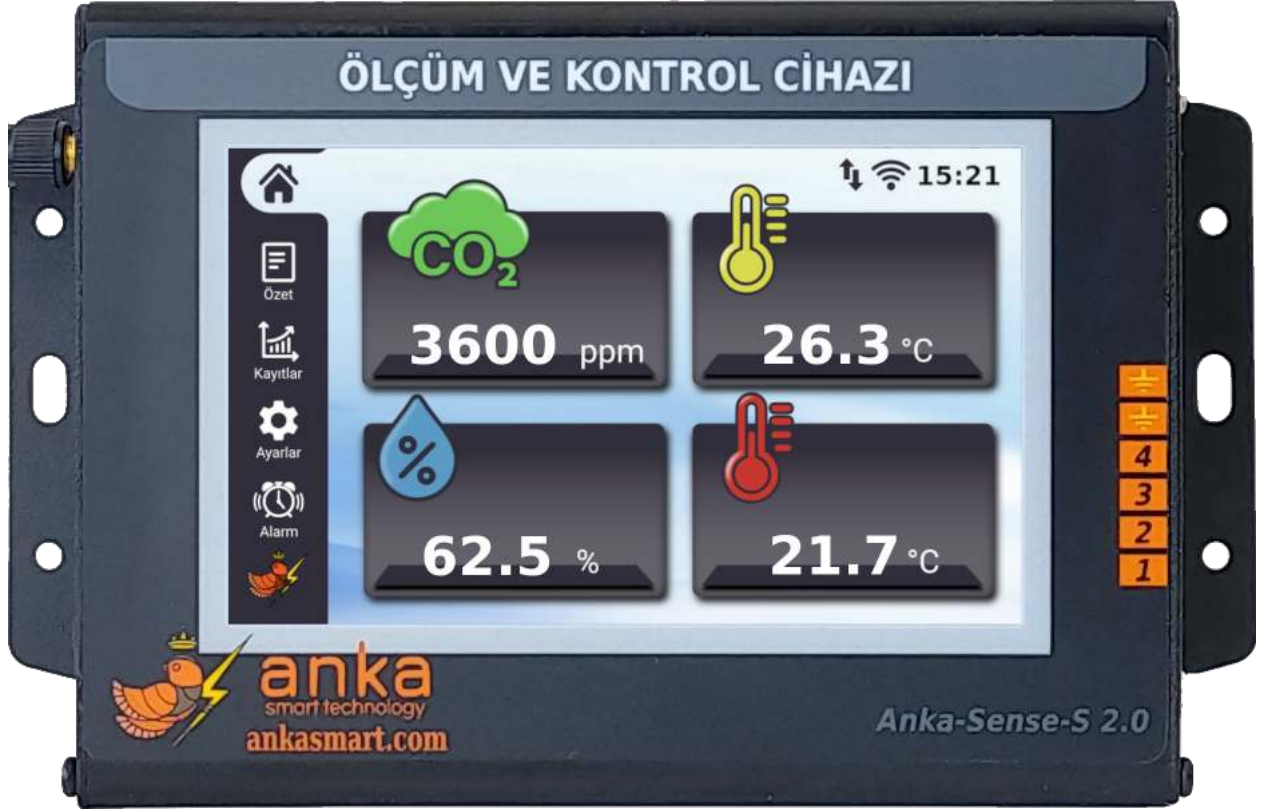 ÖLÇÜM VE KONTROL CİHAZI
15:21
CO₂
3600 ppm
26.3 °C
Özet
Kayıtlar
Ayarlar
Alarm
%
62.5 %
21.7 °C
4
3
2
1
anka
smart technology
ankasmart.com
Anka-Sense-S 2.0